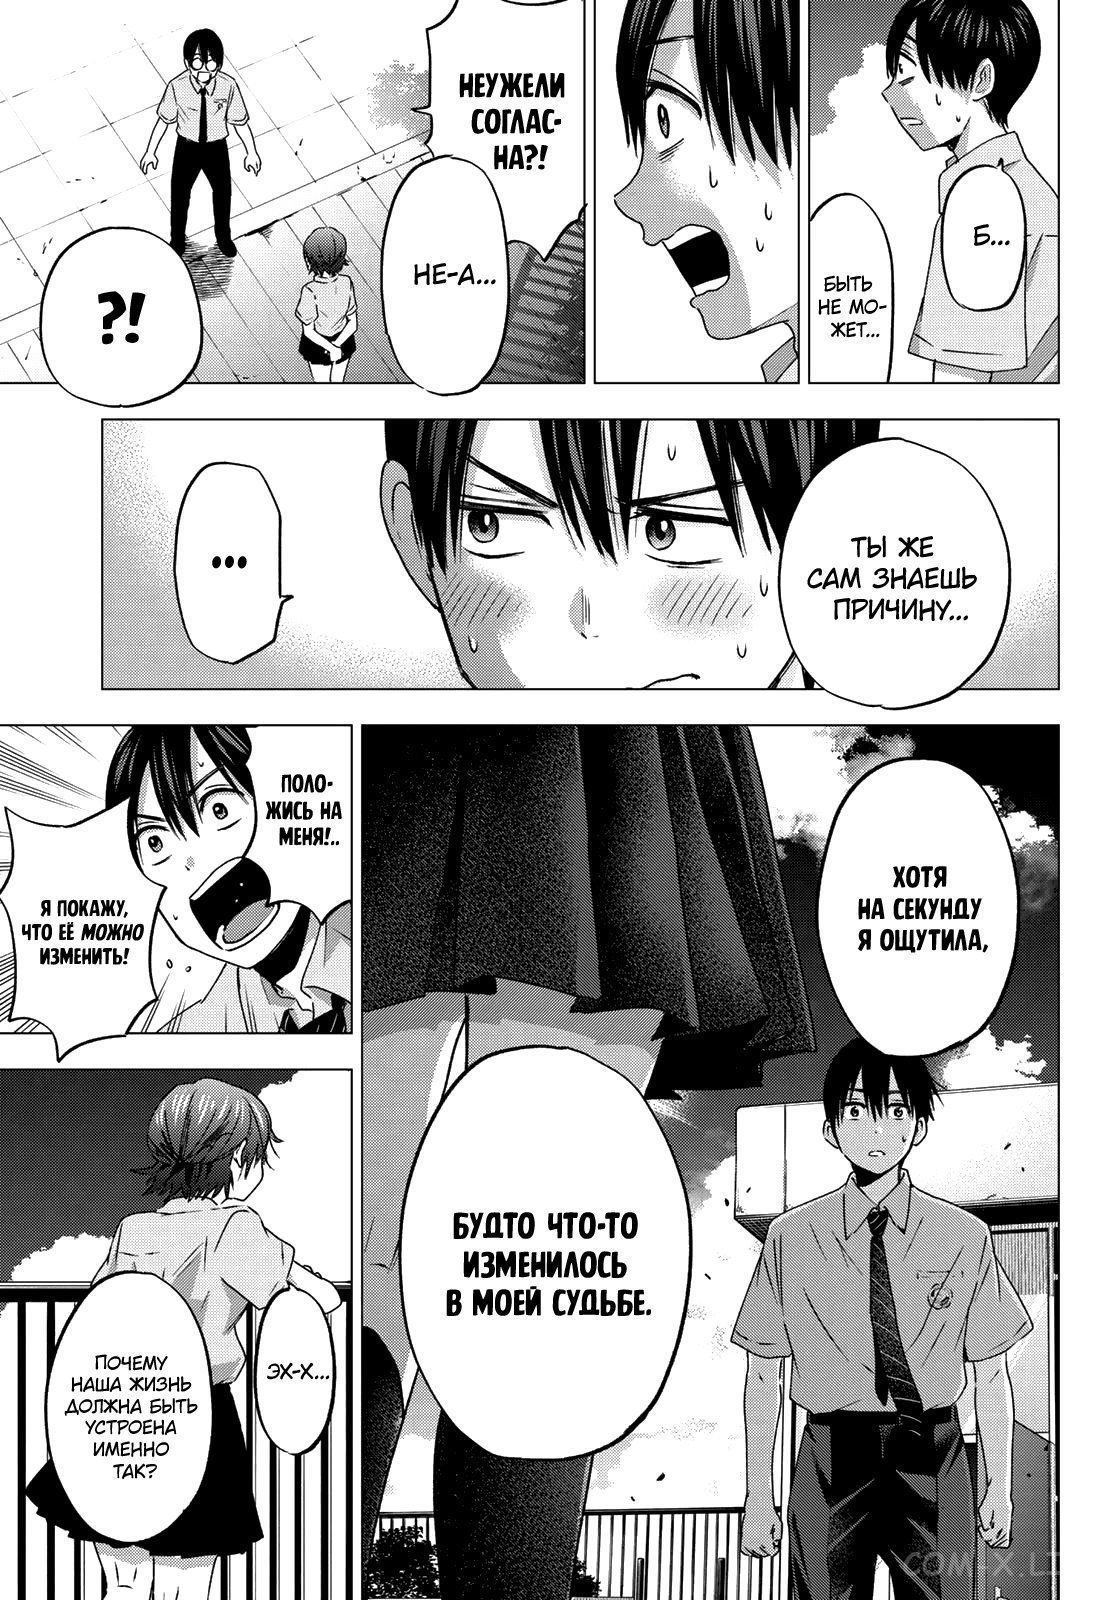 Б...
БЫТЬ
НЕ МО-
ЖЕТ...
НЕУЖЕЛИ
СОГЛАС-
НА?!
НЕ-А...
?!
ТЫ ЖЕ
САМ ЗНАЕШЬ
ПРИЧИНУ...
...
ХОТЯ
НА СЕКУНДУ
Я ОЩУТИЛА,
БУДТО ЧТО-ТО
ИЗМЕНИЛОСЬ
В МОЕЙ СУДЬБЕ.
ПОЛО-
ЖИСЬ НА
МЕНЯ!..
Я ПОКАЖУ,
ЧТО ЕЁ МОЖНО
ИЗМЕНИТЬ!
ЭХ-Х...
ПОЧЕМУ
НАША ЖИЗНЬ
ДОЛЖНА БЫТЬ
УСТРОЕНА
ИМЕННО
ТАК?
COM-X.LI